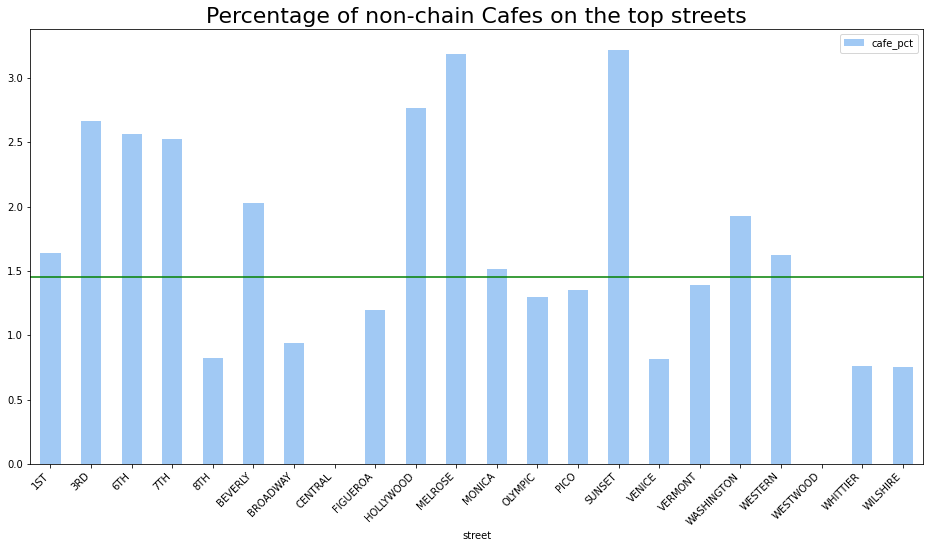 Percentage of non-chain Cafes on the top streets
cafe_pct
3.0
2.5
2.0
1.5
1.0
0.5
0.0
1ST
3RD
6TH
7TH
8TH
BEVERLY
BROADWAY
CENTRAL
FIGUEROA
HOLLYWOOD
MELROSE
MONICA
OLYMPIC
PICO
SUNSET
VENICE
VERMONT
WASHINGTON
WESTERN
WESTWOOD
WHITTIER
WILSHIRE
street